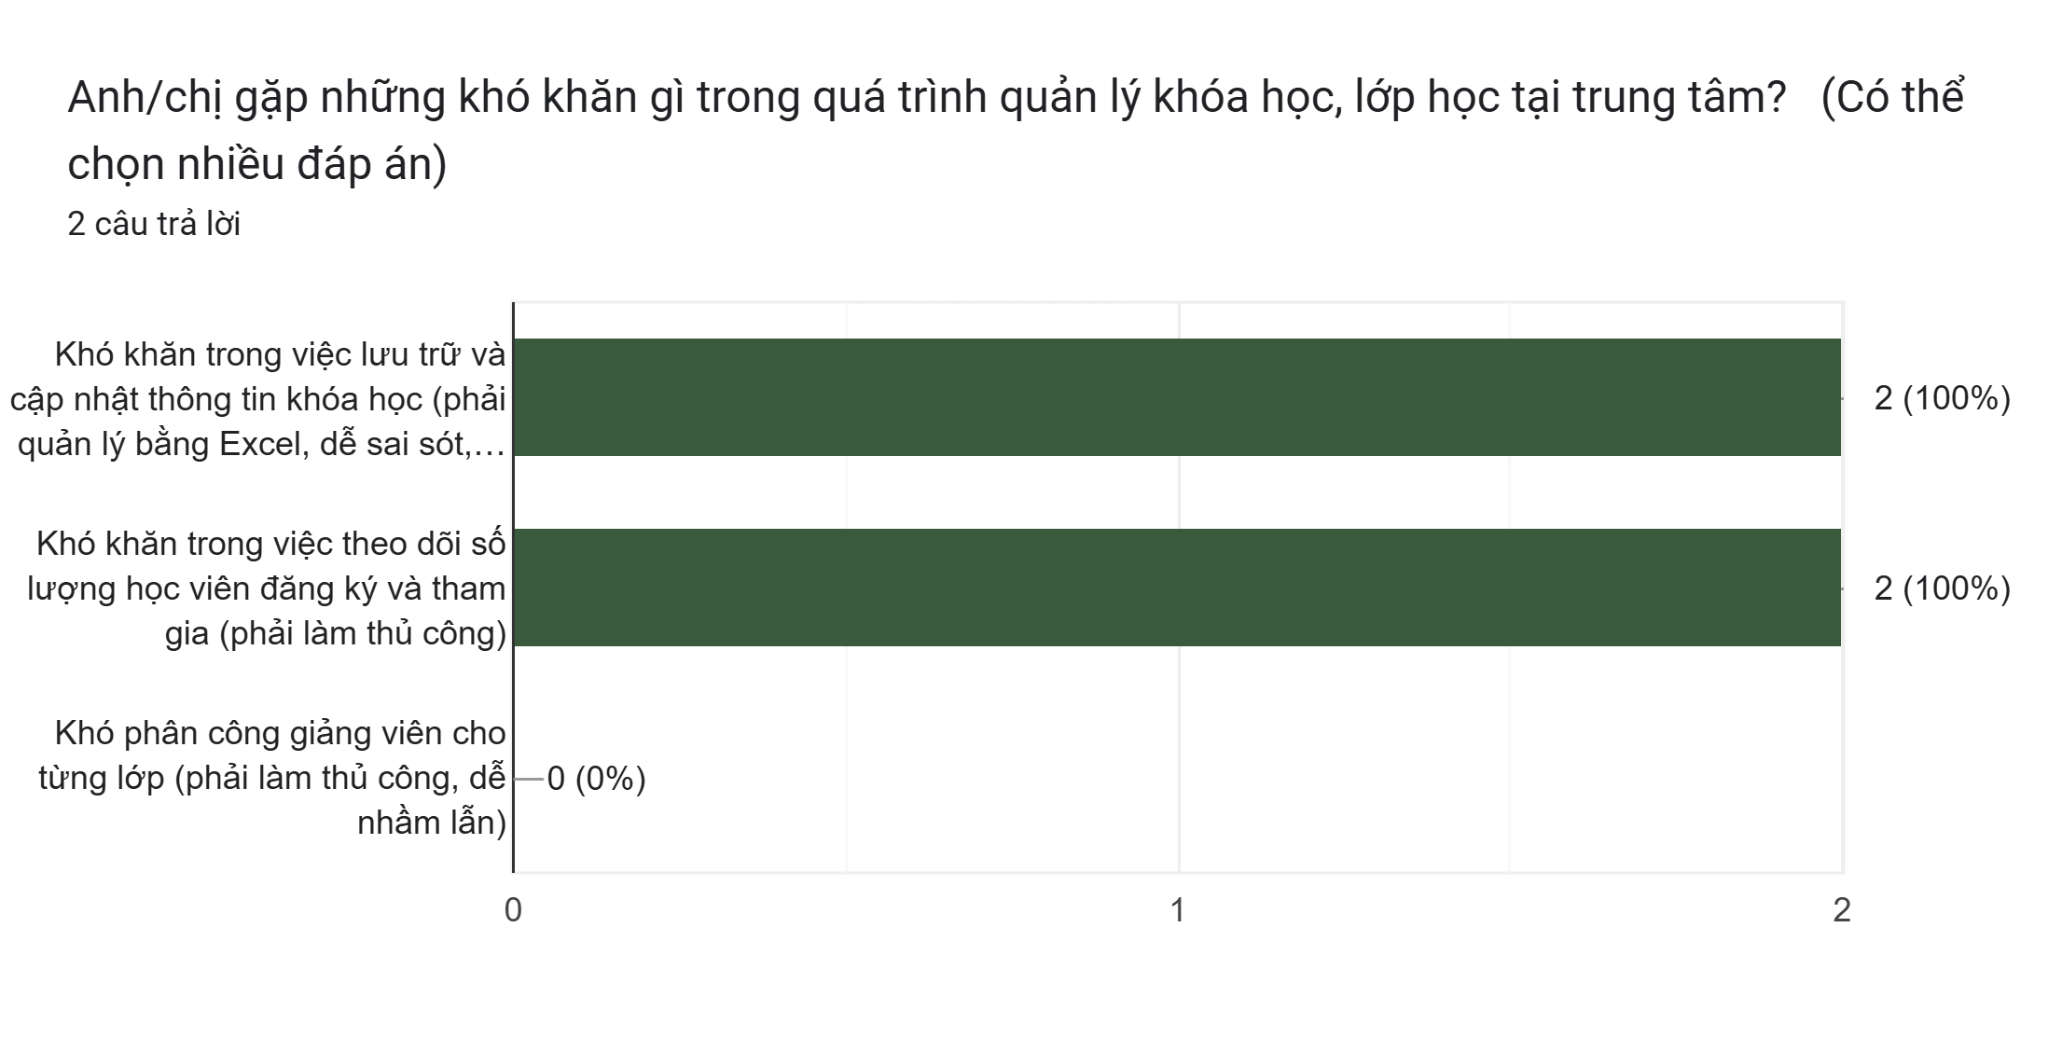 Anh/chị gặp những khó khăn gì trong quá trình quản lý khóa học, lớp học tại trung tâm?   (Có thể
chọn nhiều đáp án)
2 câu trả lời
Khó khăn trong việc lưu trữ và
cập nhật thông tin khóa học (phải
quản lý bằng Excel, dễ sai sót,…
2 (100%)
Khó khăn trong việc theo dõi số
lượng học viên đăng ký và tham
gia (phải làm thủ công)
2 (100%)
Khó phân công giảng viên cho
từng lớp (phải làm thủ công, dễ
nhầm lẫn)
0 (0%)
0 1 2